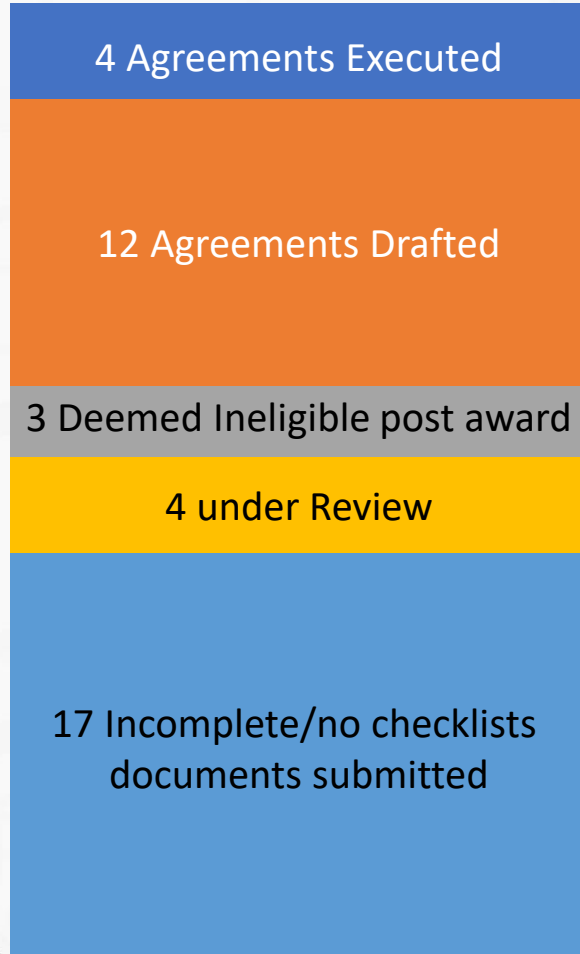 4 Agreements Executed
12 Agreements Drafted
3 Deemed Ineligible post award
4 under Review
17 Incomplete/no checklists
documents submitted